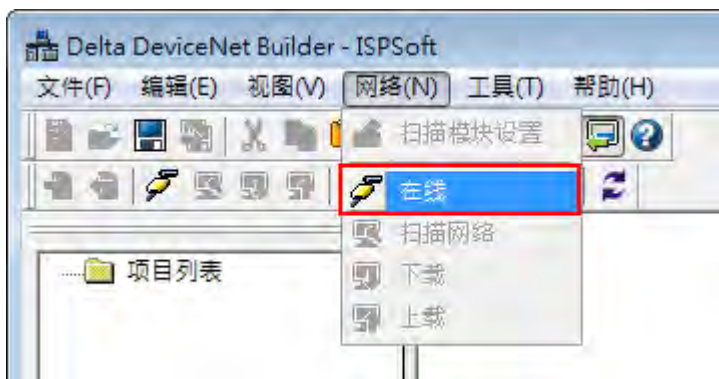 Delta DeviceNet Builder - ISPSoft
文件(F) 编辑(E) 视图(V) 网络(N) 工具(T) 帮助(H)
扫描模块设置
在线
扫描网络
项目列表
下载
上载